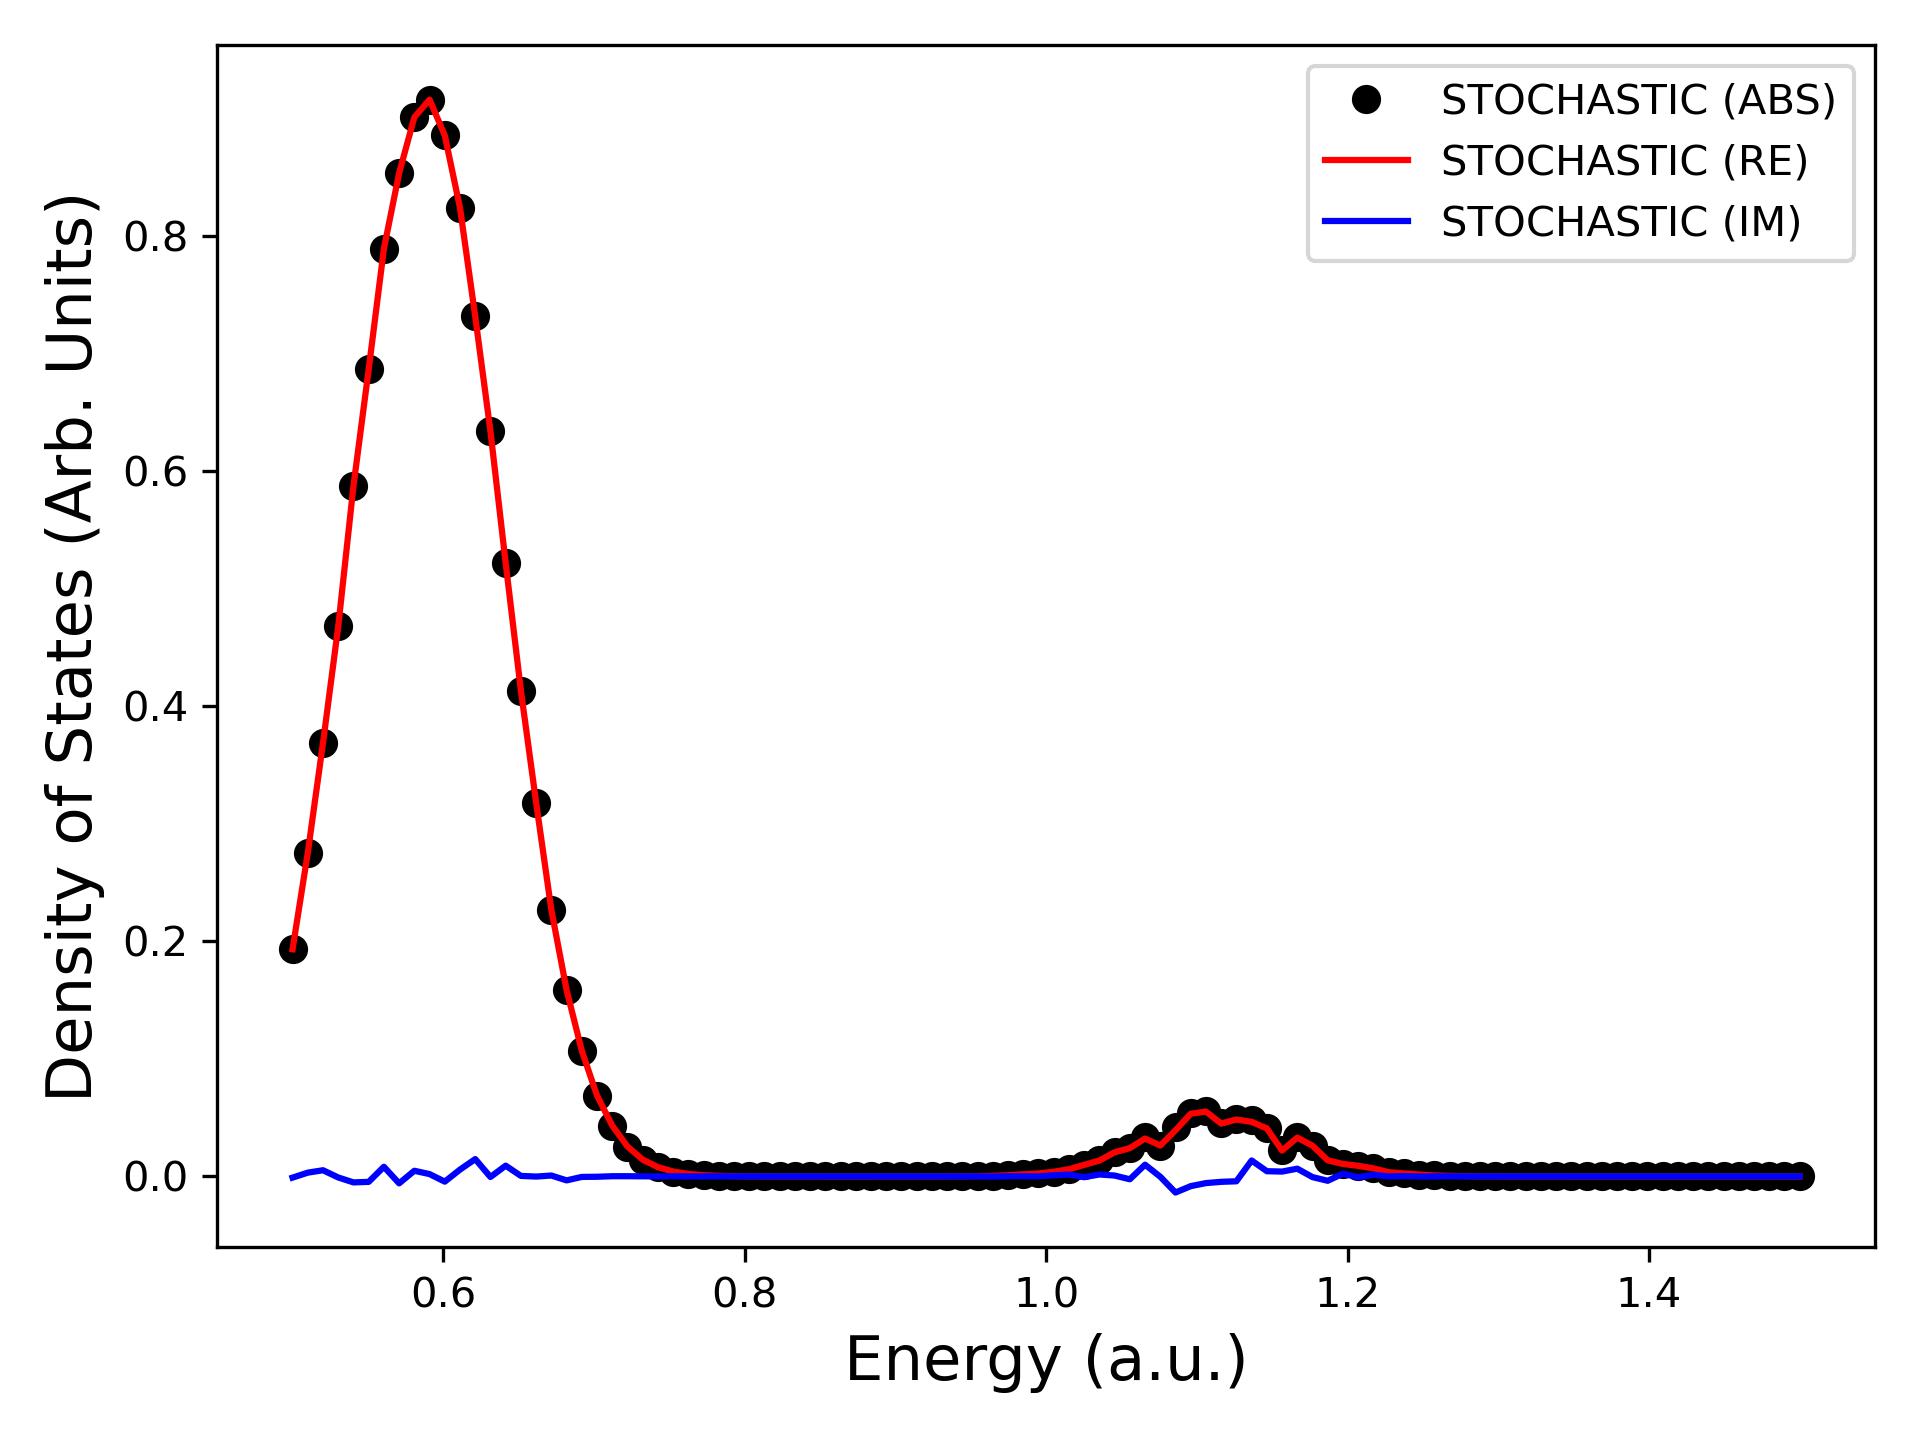 STOCHASTIC (ABS)
STOCHASTIC (RE)
STOCHASTIC (IM)
Density of States (Arb. Units)
0.8
0.6
0.4
0.2
0.0
0.6 0.8 1.0 1.2 1.4
Energy (a.u.)